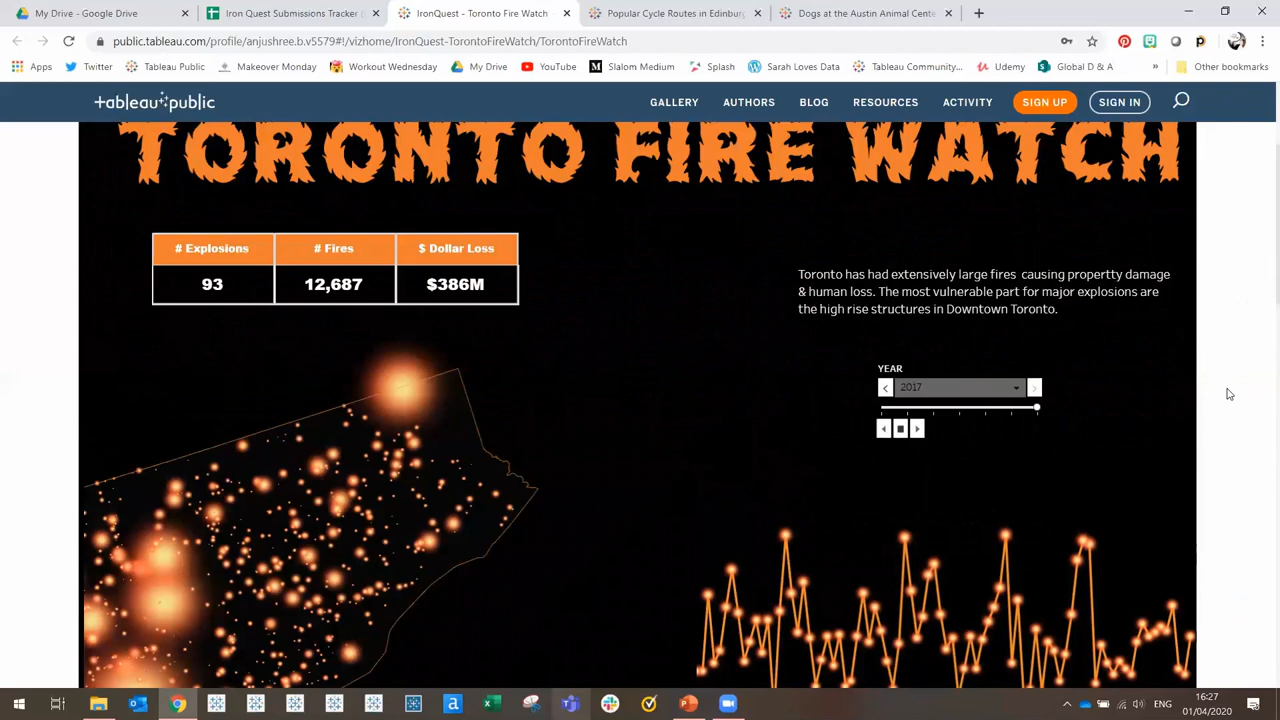 My Drive - Google Drive
Iron Quest Submissions Tracker (
IronQuest - Toronto Fire Watch
Popular Cycle Routes in Edinburg
Dogs at the Austin Animal Cente
public.tableau.com/profile/anjushree.b.v5579#!/vizhome/IronQuest-TorontoFireWatch/TorontoFireWatch
Apps
Twitter
Tableau Public
Makeover Monday
Workout Wednesday
My Drive
YouTube
Slalom Medium
Splash
Sarah Loves Data
Tableau Community...
Udemy
Global D & A
»
Other bookmarks
tableau public
GALLERY
AUTHORS
BLOG
RESOURCES
ACTIVITY
SIGN UP
SIGN IN
TORONTO FIRE WATCH
# Explosions # Fires $ Dollar Loss
93 12,687 $386M
Toronto has had extensively large fires causing propertty damage
& human loss. The most vulnerable part for major explosions are
the high rise structures in Downtown Toronto.
YEAR
2017
ENG
16:27
01/04/2020